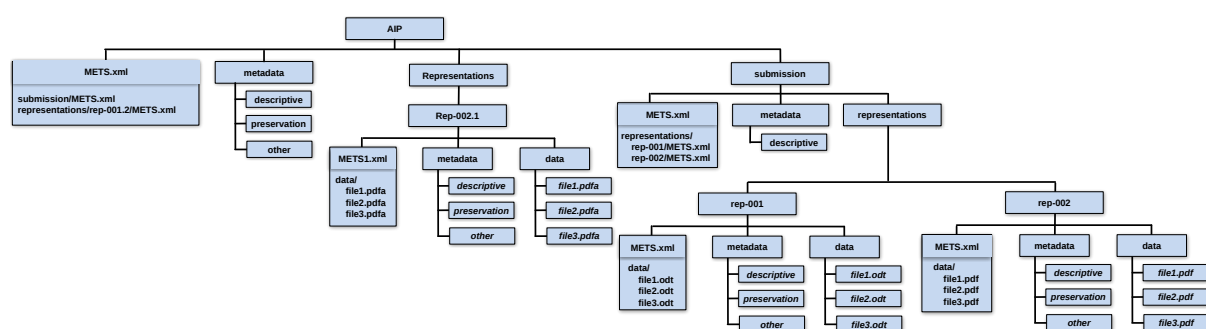 AIP
METS.xml
submission/METS.xml
representations/rep-001.2/METS.xml
metadata
descriptive
preservation
other
Representations
Rep-002.1
METS1.xml
data/
file1.pdfa
file2.pdfa
file3.pdfa
metadata
descriptive
preservation
other
data
file1.pdfa
file2.pdfa
file3.pdfa
submission
METS.xml
representations/
rep-001/METS.xml
rep-002/METS.xml
metadata
descriptive
representations
rep-001
METS.xml
data/
file1.odt
file2.odt
file3.odt
metadata
descriptive
preservation
other
data
file1.odt
file2.odt
file3.odt
rep-002
METS.xml
data/
file1.pdf
file2.pdf
file3.pdf
metadata
descriptive
preservation
other
data
file1.pdf
file2.pdf
file3.pdf